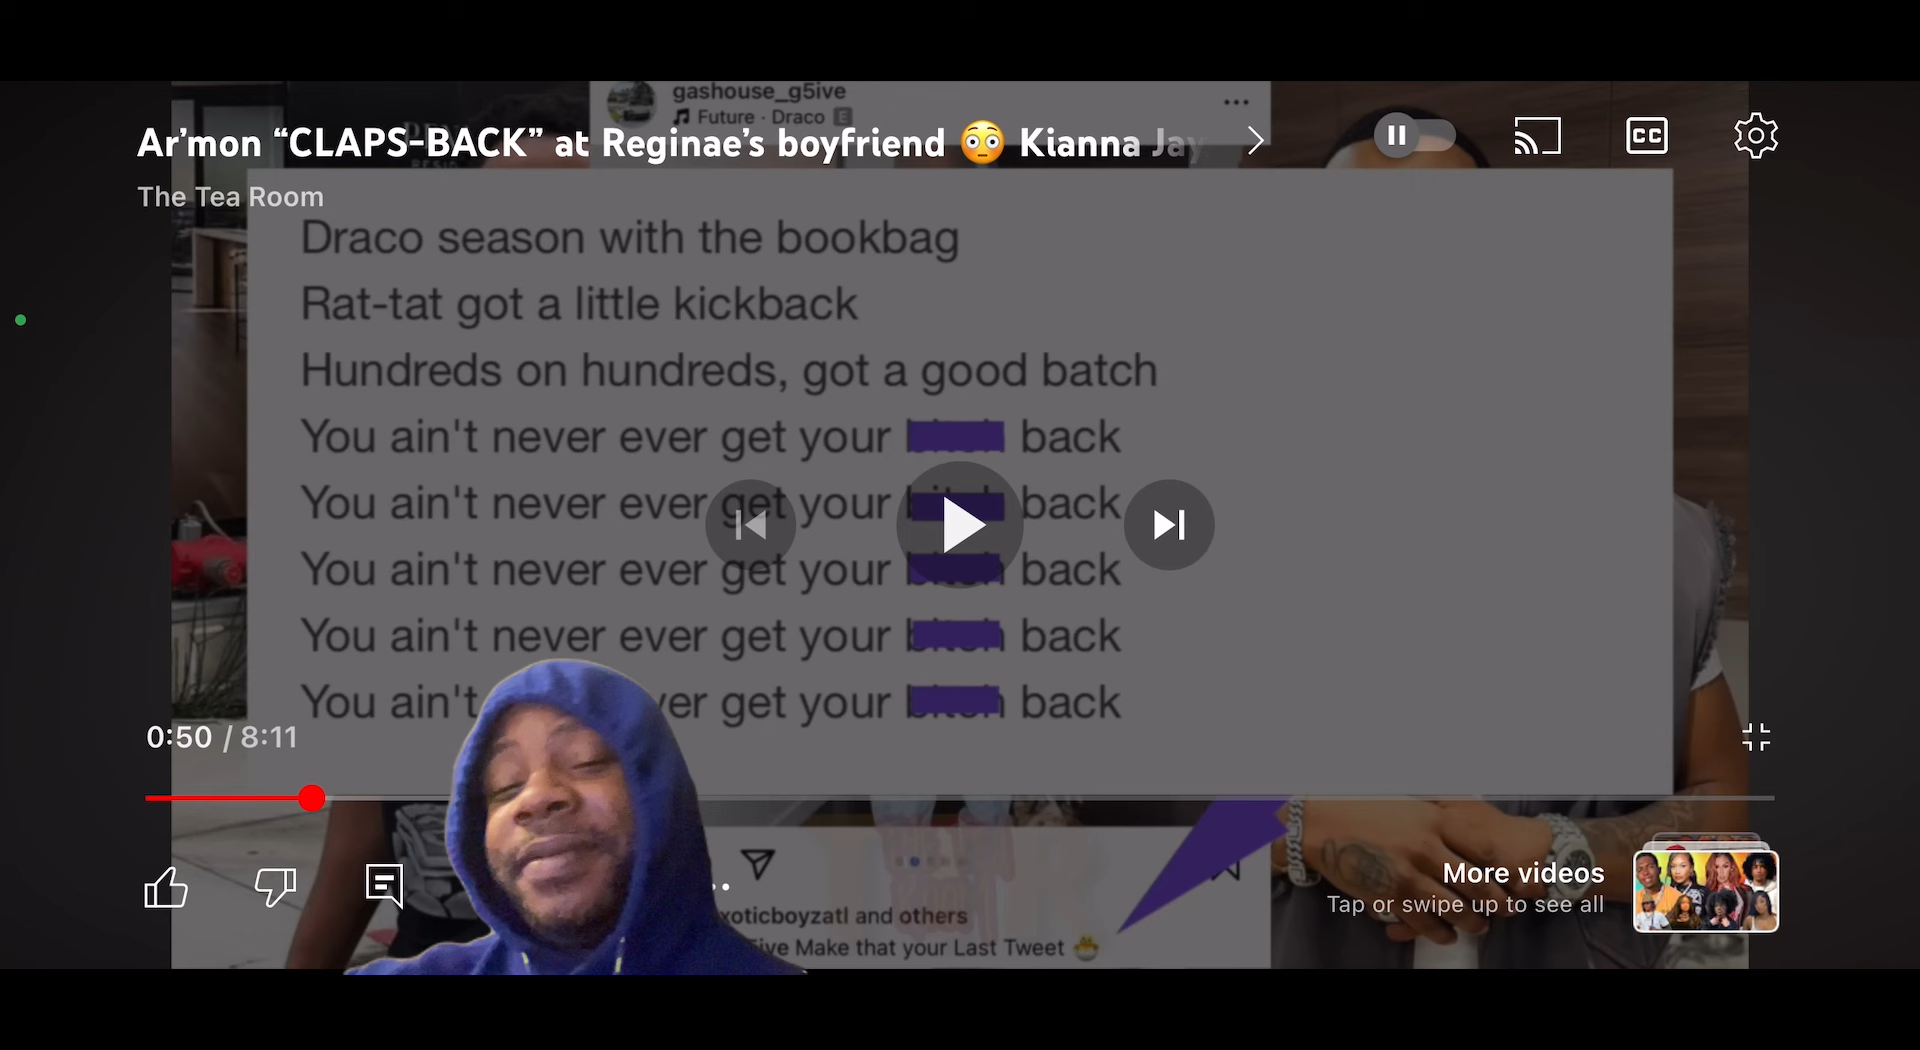 gashouse_g5ive
Future · Draco E
Ar’mon “CLAPS-BACK” at Reginae’s boyfriend 😳 Kianna Jay
CC
The Tea Room
Draco season with the bookbag
Rat-tat got a little kickback
Hundreds on hundreds, got a good batch
You ain't never ever get your back
You ain't never ever get your back
You ain't never ever get your back
You ain't never ever get your bitch back
You ain't ver get your bitch back
0:50 / 8:11
More videos
Tap or swipe up to see all
xoticboyzatl and others
ive Make that your Last Tweet